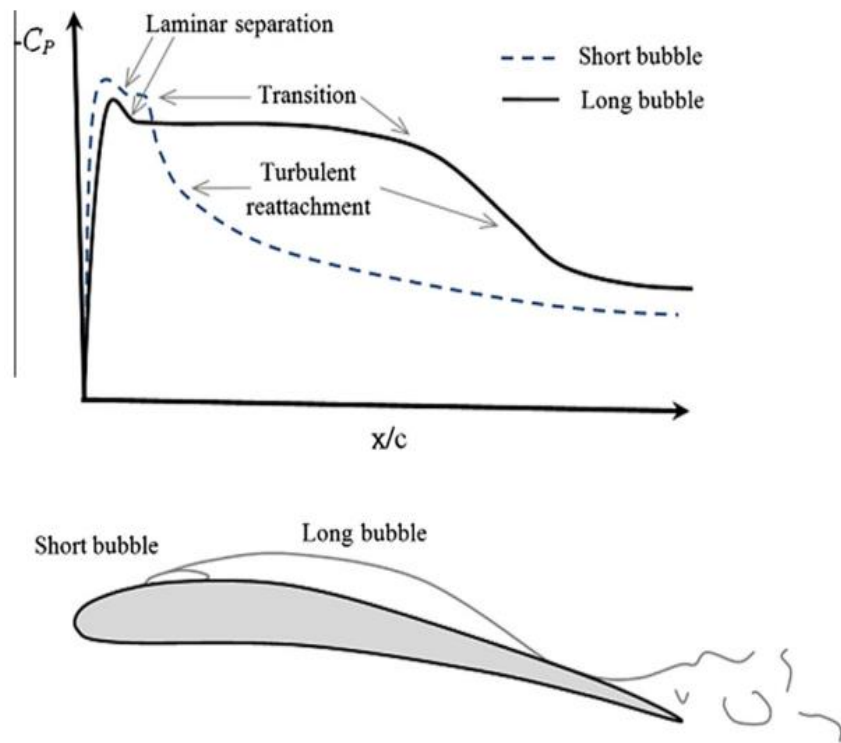 Laminar separation
-C_P
Short bubble
Transition
Long bubble
Turbulent
reattachment
x/c
Long bubble
Short bubble